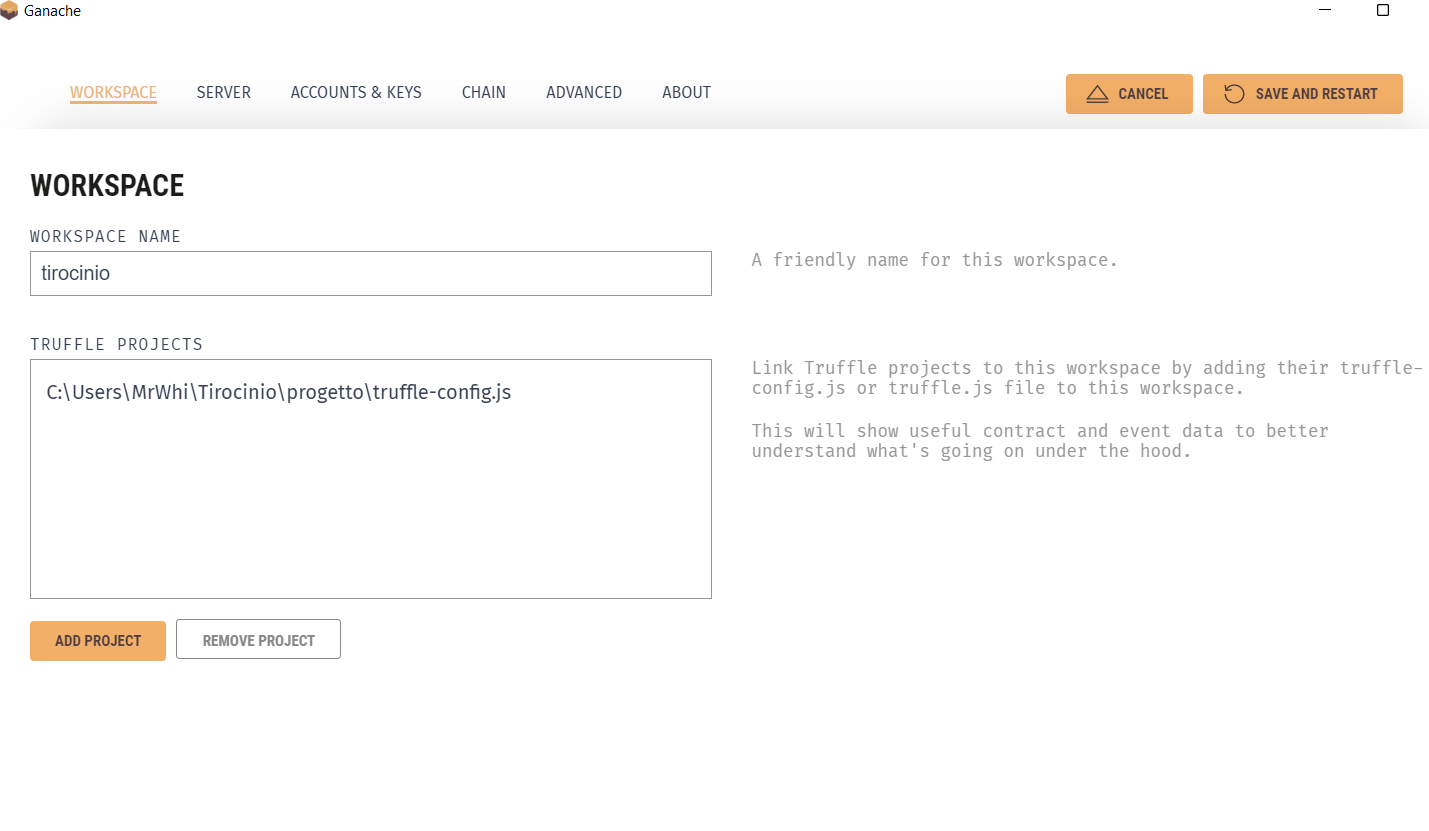 Ganache
WORKSPACE SERVER ACCOUNTS & KEYS CHAIN ADVANCED ABOUT CANCEL SAVE AND RESTART
WORKSPACE
WORKSPACE NAME
tirocinio
A friendly name for this workspace.
TRUFFLE PROJECTS
C:\Users\MrWhi\Tirocinio\progetto\truffle-config.js
Link Truffle projects to this workspace by adding their truffle-
config.js or truffle.js file to this workspace.
This will show useful contract and event data to better
understand what's going on under the hood.
ADD PROJECT REMOVE PROJECT